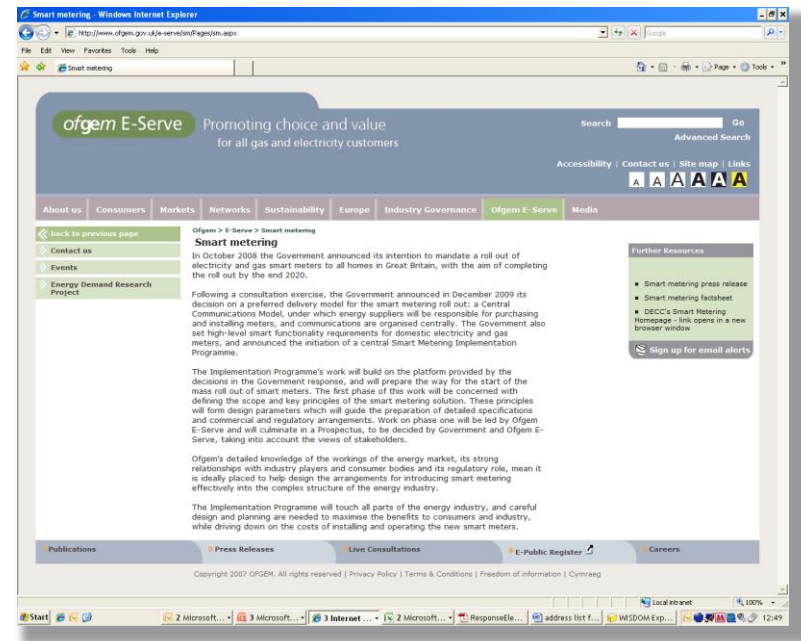 Smart metering - Windows Internet Explorer
http://www.ofgem.gov.uk/e-serve/sm/Pages/sm.aspx
Google
File Edit View Favorites Tools Help
Smart metering
Page Tools
ofgem E-Serve
Promoting choice and value
for all gas and electricity customers
Search Go
Advanced Search
Accessibility | Contact us | Site map | Links
A A A A A A
About us Consumers Markets Networks Sustainability Europe Industry Governance Ofgem E-Serve Media
back to previous page
Contact us
Events
Energy Demand Research
Project
Ofgem > E-Serve > Smart metering
Smart metering
In October 2008 the Government announced its intention to mandate a roll out of
electricity and gas smart meters to all homes in Great Britain, with the aim of completing
the roll out by the end 2020.
Following a consultation exercise, the Government announced in December 2009 its
decision on a preferred delivery model for the smart metering roll out: a Central
Communications Model, under which energy suppliers will be responsible for purchasing
and installing meters, and communications are organised centrally. The Government also
set high-level smart functionality requirements for domestic electricity and gas
meters, and announced the initiation of a central Smart Metering Implementation
Programme.
The Implementation Programme's work will build on the platform provided by the
decisions in the Government response, and will prepare the way for the start of the
mass roll out of smart meters. The first phase of this work will be concerned with
defining the scope and key principles of the smart metering solution. These principles
will form design parameters which will guide the preparation of detailed specifications
and commercial and regulatory arrangements. Work on phase one will be led by Ofgem
E-Serve and will culminate in a Prospectus, to be decided by Government and Ofgem E-
Serve, taking into account the views of stakeholders.
Ofgem's detailed knowledge of the workings of the energy market, its strong
relationships with industry players and consumer bodies and its regulatory role, mean it
is ideally placed to help design the arrangements for introducing smart metering
effectively into the complex structure of the energy industry.
The Implementation Programme will touch all parts of the energy industry, and careful
design and planning are needed to maximise the benefits to consumers and industry,
while driving down on the costs of installing and operating the new smart meters.
Further Resources
Smart metering press release
Smart metering factsheet
DECC's Smart Metering
Homepage - link opens in a new
browser window
Sign up for email alerts
Publications Press Releases Live Consultations E-Public Register Careers
Copyright 2007 OFGEM. All rights reserved | Privacy Policy | Terms & Conditions | Freedom of information | Cymraeg
Local intranet 100%
Start 2 Microsoft... 3 Microsoft... 3 Internet ... 2 Microsoft... ResponseEle... address list f... WISDOM Exp... 12:49